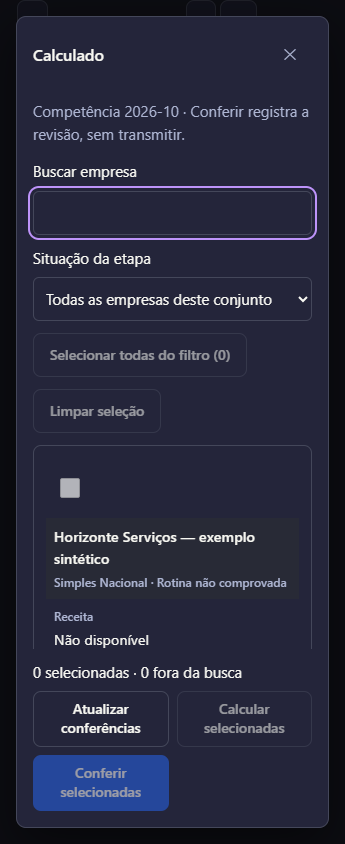 Calculado
Competência 2026-10 · Conferir registra a
revisão, sem transmitir.
Buscar empresa
Situação da etapa
Todas as empresas deste conjunto
Selecionar todas do filtro (0)
Limpar seleção
Horizonte Serviços — exemplo
sintético
Simples Nacional · Rotina não comprovada
Receita
Não disponível
0 selecionadas · 0 fora da busca
Atualizar
conferências
Calcular
selecionadas
Conferir
selecionadas